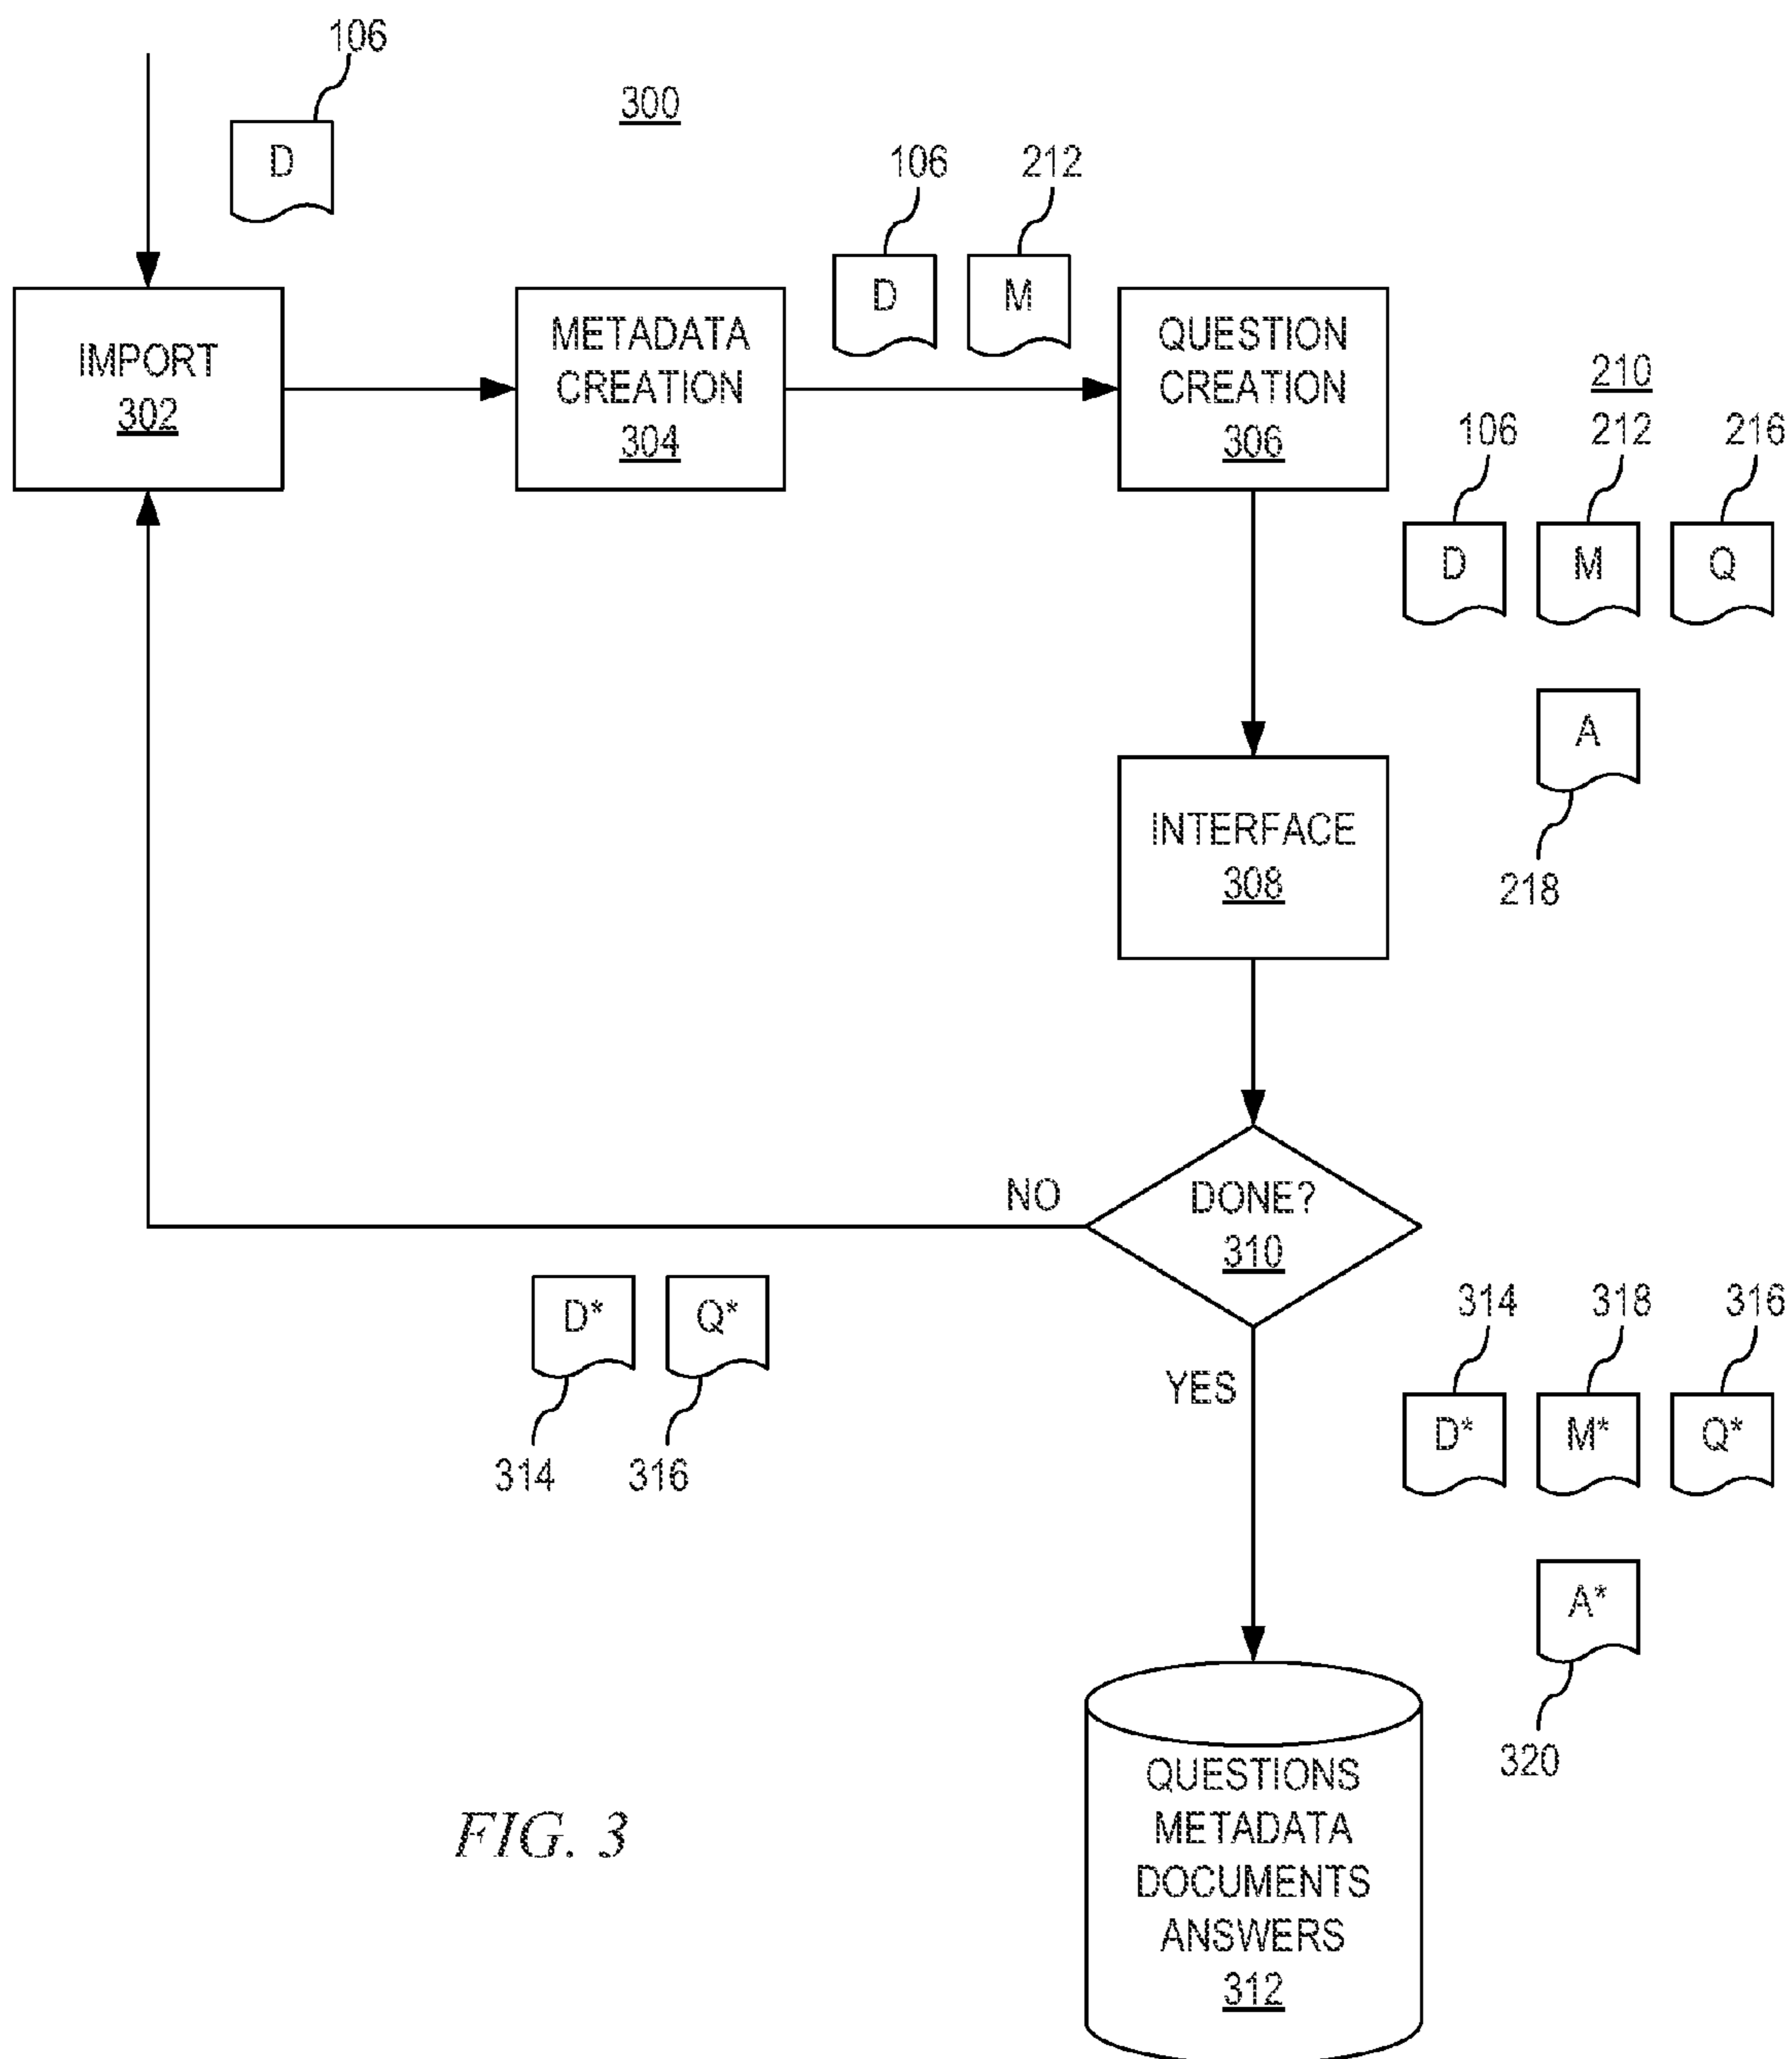 106
300
D
106
212
D
M
IMPORT
302
METADATA
CREATION
304
QUESTION
CREATION
306
210
106
212
216
D
M
Q
A
218
INTERFACE
308
NO
DONE?
310
D*
Q*
314
316
YES
314
318
316
D*
M*
Q*
A*
320
QUESTIONS
METADATA
DOCUMENTS
ANSWERS
312
FIG. 3